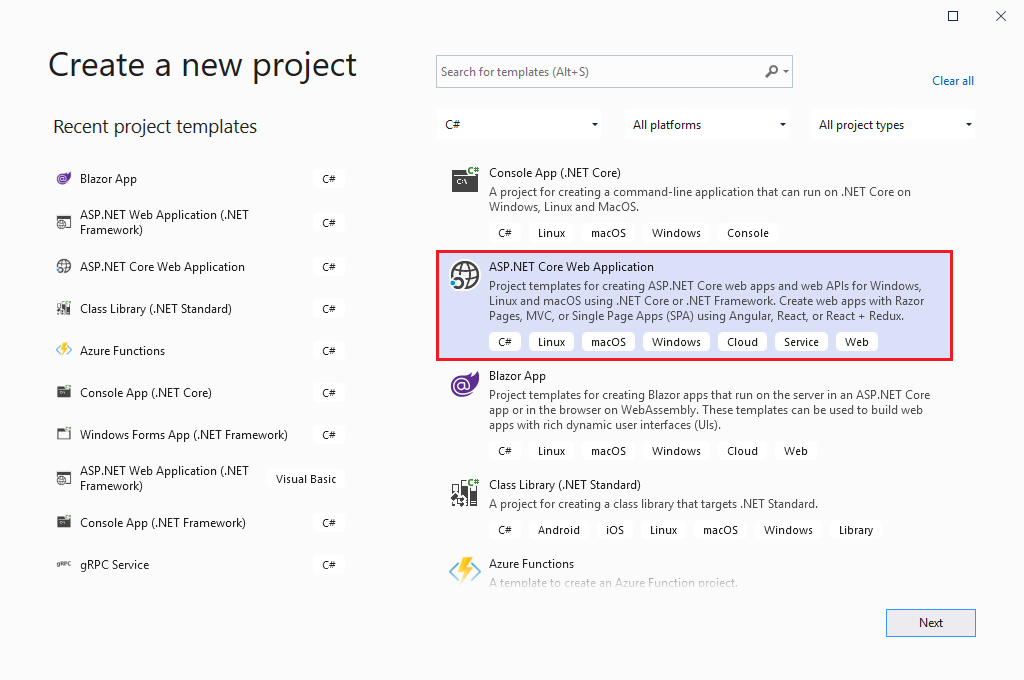 Create a new project
Search for templates (Alt+S)
Clear all
C#
All platforms
All project types
Recent project templates
Blazor App
C#
ASP.NET Web Application (.NET
Framework)
C#
ASP.NET Core Web Application
C#
Class Library (.NET Standard)
C#
Azure Functions
C#
Console App (.NET Core)
C#
Windows Forms App (.NET Framework)
C#
ASP.NET Web Application (.NET
Framework)
Visual Basic
Console App (.NET Framework)
C#
gRPC
gRPC Service
C#
C#
C:\
Console App (.NET Core)
A project for creating a command-line application that can run on .NET Core on
Windows, Linux and MacOS.
C# Linux macOS Windows Console
ASP.NET Core Web Application
Project templates for creating ASP.NET Core web apps and web APIs for Windows,
Linux and macOS using .NET Core or .NET Framework. Create web apps with Razor
Pages, MVC, or Single Page Apps (SPA) using Angular, React, or React + Redux.
C# Linux macOS Windows Cloud Service Web
Blazor App
Project templates for creating Blazor apps that run on the server in an ASP.NET Core
app or in the browser on WebAssembly. These templates can be used to build web
apps with rich dynamic user interfaces (UIs).
C# Linux macOS Windows Cloud Web
C#
Class Library (.NET Standard)
A project for creating a class library that targets .NET Standard.
C# Android iOS Linux macOS Windows Library
Azure Functions
A template to create an Azure Function project.
Next